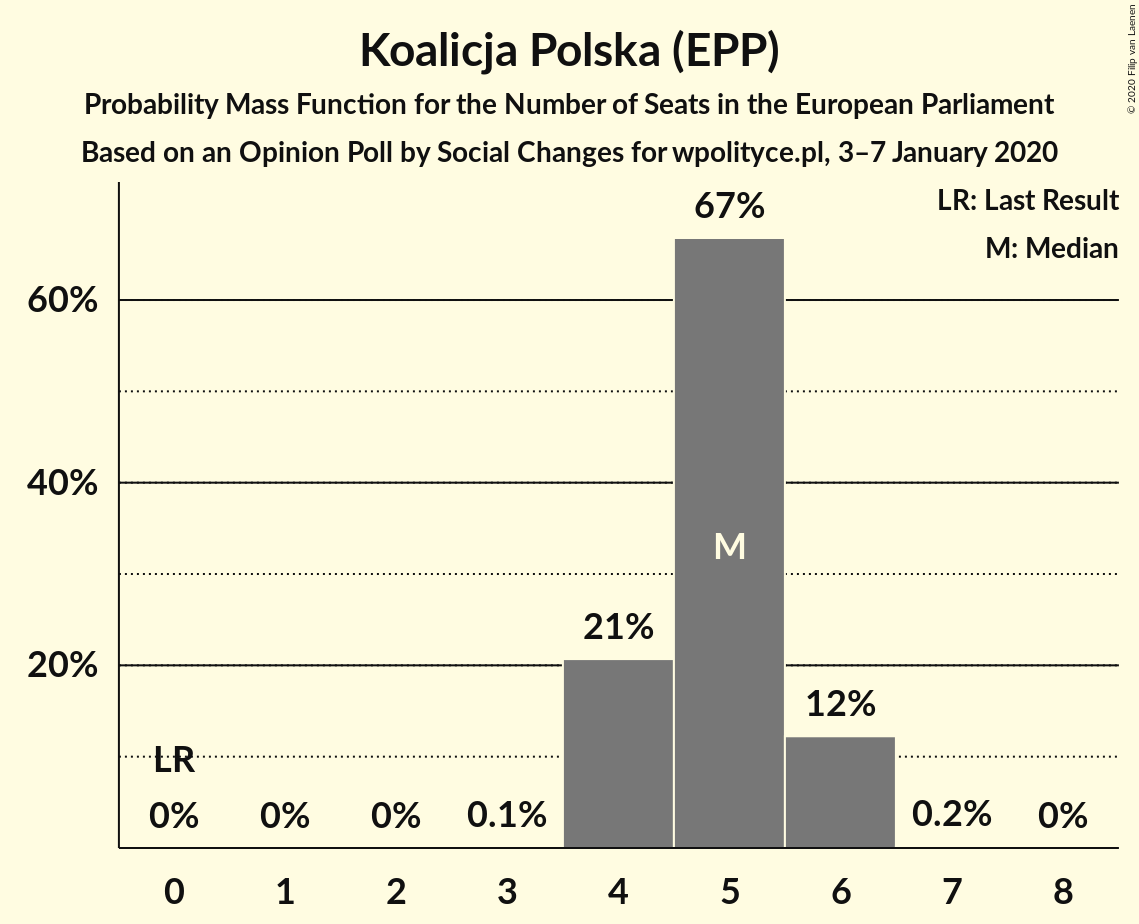 Koalicja Polska (EPP)
Probability Mass Function for the Number of Seats in the European Parliament
Based on an Opinion Poll by Social Changes for wpolityce.pl, 3–7 January 2020
© 2020 Filip van Laenen
LR: Last Result
M: Median
67%
60%
40%
M
21%
20%
12%
LR
0%
0%
0%
0.1%
0.2%
0%
0 1 2 3 4 5 6 7 8